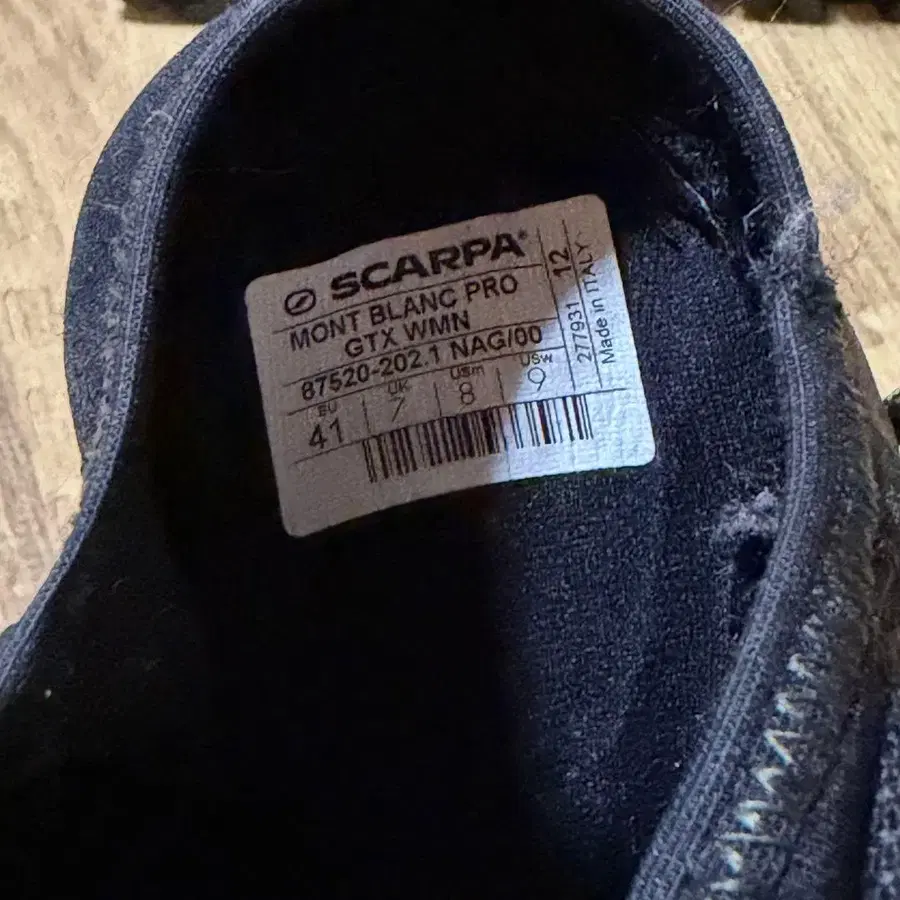 SCARPA®
MONT BLANC PRO
GTX WMN
87520-202.1 NAG/00
EU UK USm USw
41 7 8 9
277931 12
Made in ITALY